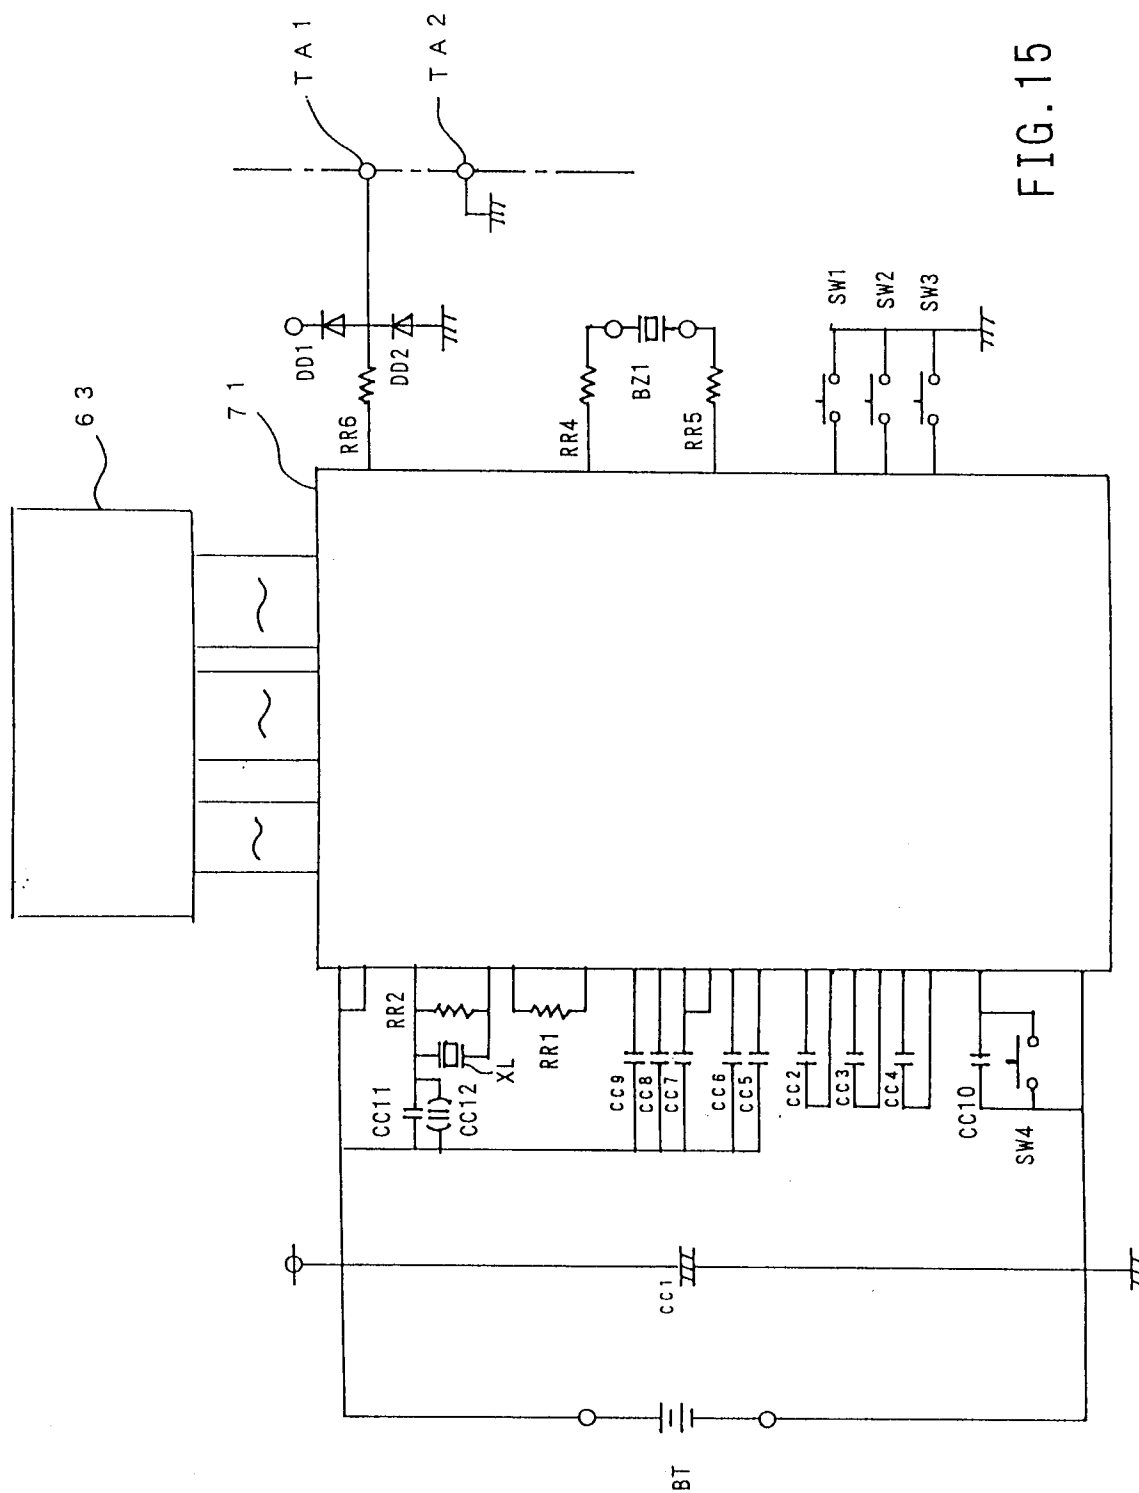 63
71
TA1
TA2
DD1
DD2
RR6
RR4
BZ1
RR5
SW1
SW2
SW3
RR2
XL
RR1
CC11
CC12
CC9
CC8
CC7
CC6
CC5
CC2
CC3
CC4
CC10
SW4
CC1
BT
FIG.15